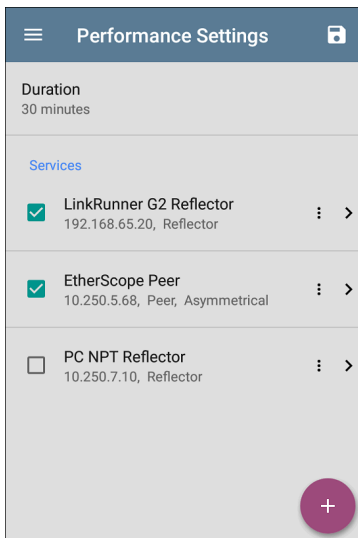 Performance Settings
Duration
30 minutes
Services
LinkRunner G2 Reflector
192.168.65.20, Reflector
EtherScope Peer
10.250.5.68, Peer, Asymmetrical
PC NPT Reflector
10.250.7.10, Reflector